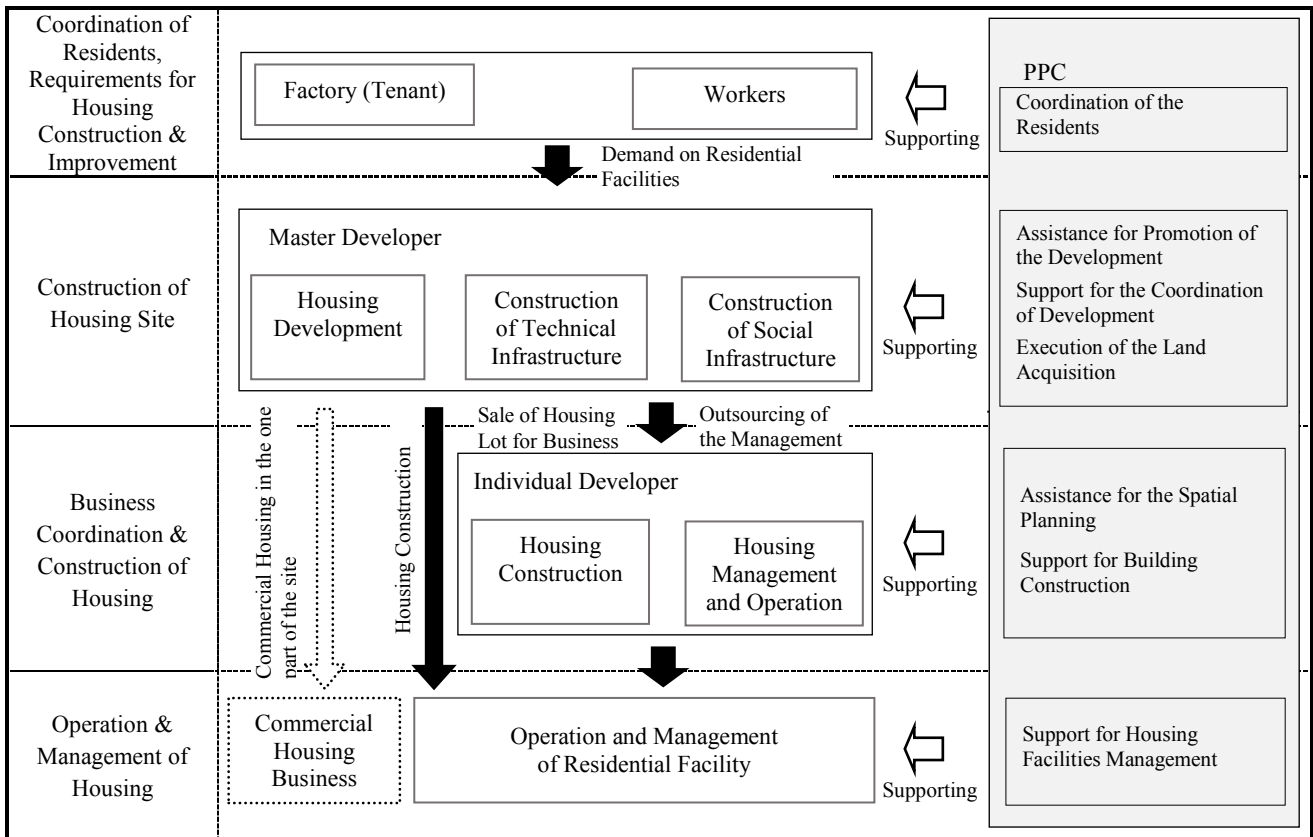 Coordination of
Residents,
Requirements for
Housing
Construction &
Improvement
Factory (Tenant)
Workers
Supporting
PPC
Coordination of the
Residents
Demand on Residential
Facilities
Construction of
Housing Site
Master Developer
Housing
Development
Construction
of Technical
Infrastructure
Construction
of Social
Infrastructure
Supporting
Assistance for Promotion of
the Development
Support for the Coordination
of Development
Execution of the Land
Acquisition
Commercial Housing in the one
part of the site
Housing Construction
Sale of Housing
Lot for Business
Outsourcing of
the Management
Business
Coordination &
Construction of
Housing
Individual Developer
Housing
Construction
Housing
Management
and Operation
Supporting
Assistance for the Spatial
Planning
Support for Building
Construction
Operation &
Management of
Housing
Commercial
Housing
Business
Operation and Management
of Residential Facility
Supporting
Support for Housing
Facilities Management